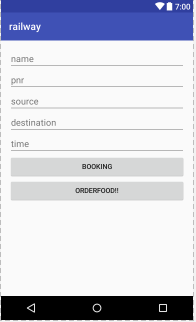 7:00
railway
name
pnr
source
destination
time
BOOKING
ORDERFOOD!!